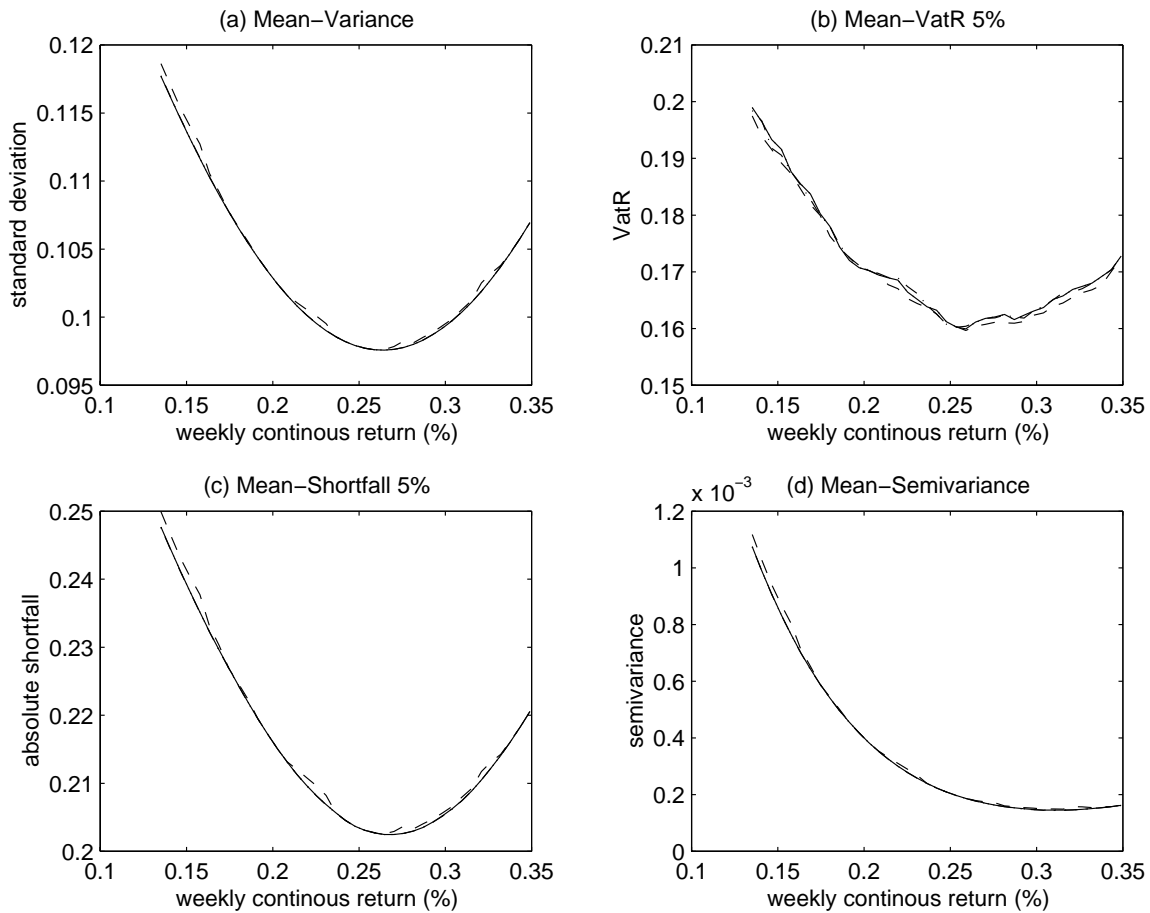 (a) Mean−Variance
0.12
0.115
0.11
0.105
0.1
0.095
standard deviation
0.1 0.15 0.2 0.25 0.3 0.35
weekly continous return (%)
(b) Mean−VatR 5%
0.21
0.2
0.19
0.18
0.17
0.16
0.15
VatR
0.1 0.15 0.2 0.25 0.3 0.35
weekly continous return (%)
(c) Mean−Shortfall 5%
0.25
0.24
0.23
0.22
0.21
0.2
absolute shortfall
0.1 0.15 0.2 0.25 0.3 0.35
weekly continous return (%)
(d) Mean−Semivariance
x 10⁻³
1.2
1
0.8
0.6
0.4
0.2
0
semivariance
0.1 0.15 0.2 0.25 0.3 0.35
weekly continous return (%)